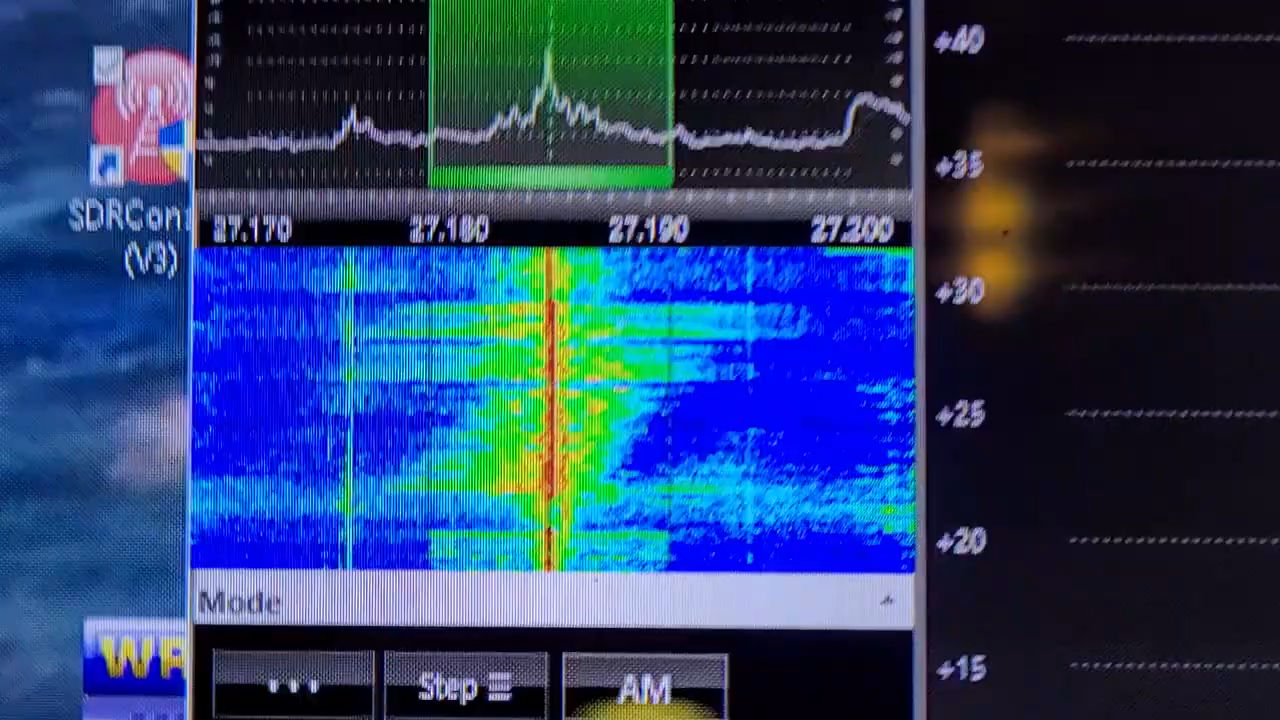 +40
+35
SDRCon
(V3)
27.170 27.180 27.190 27.200
+30
+25
+20
Mode
+15
WR
... Step AM